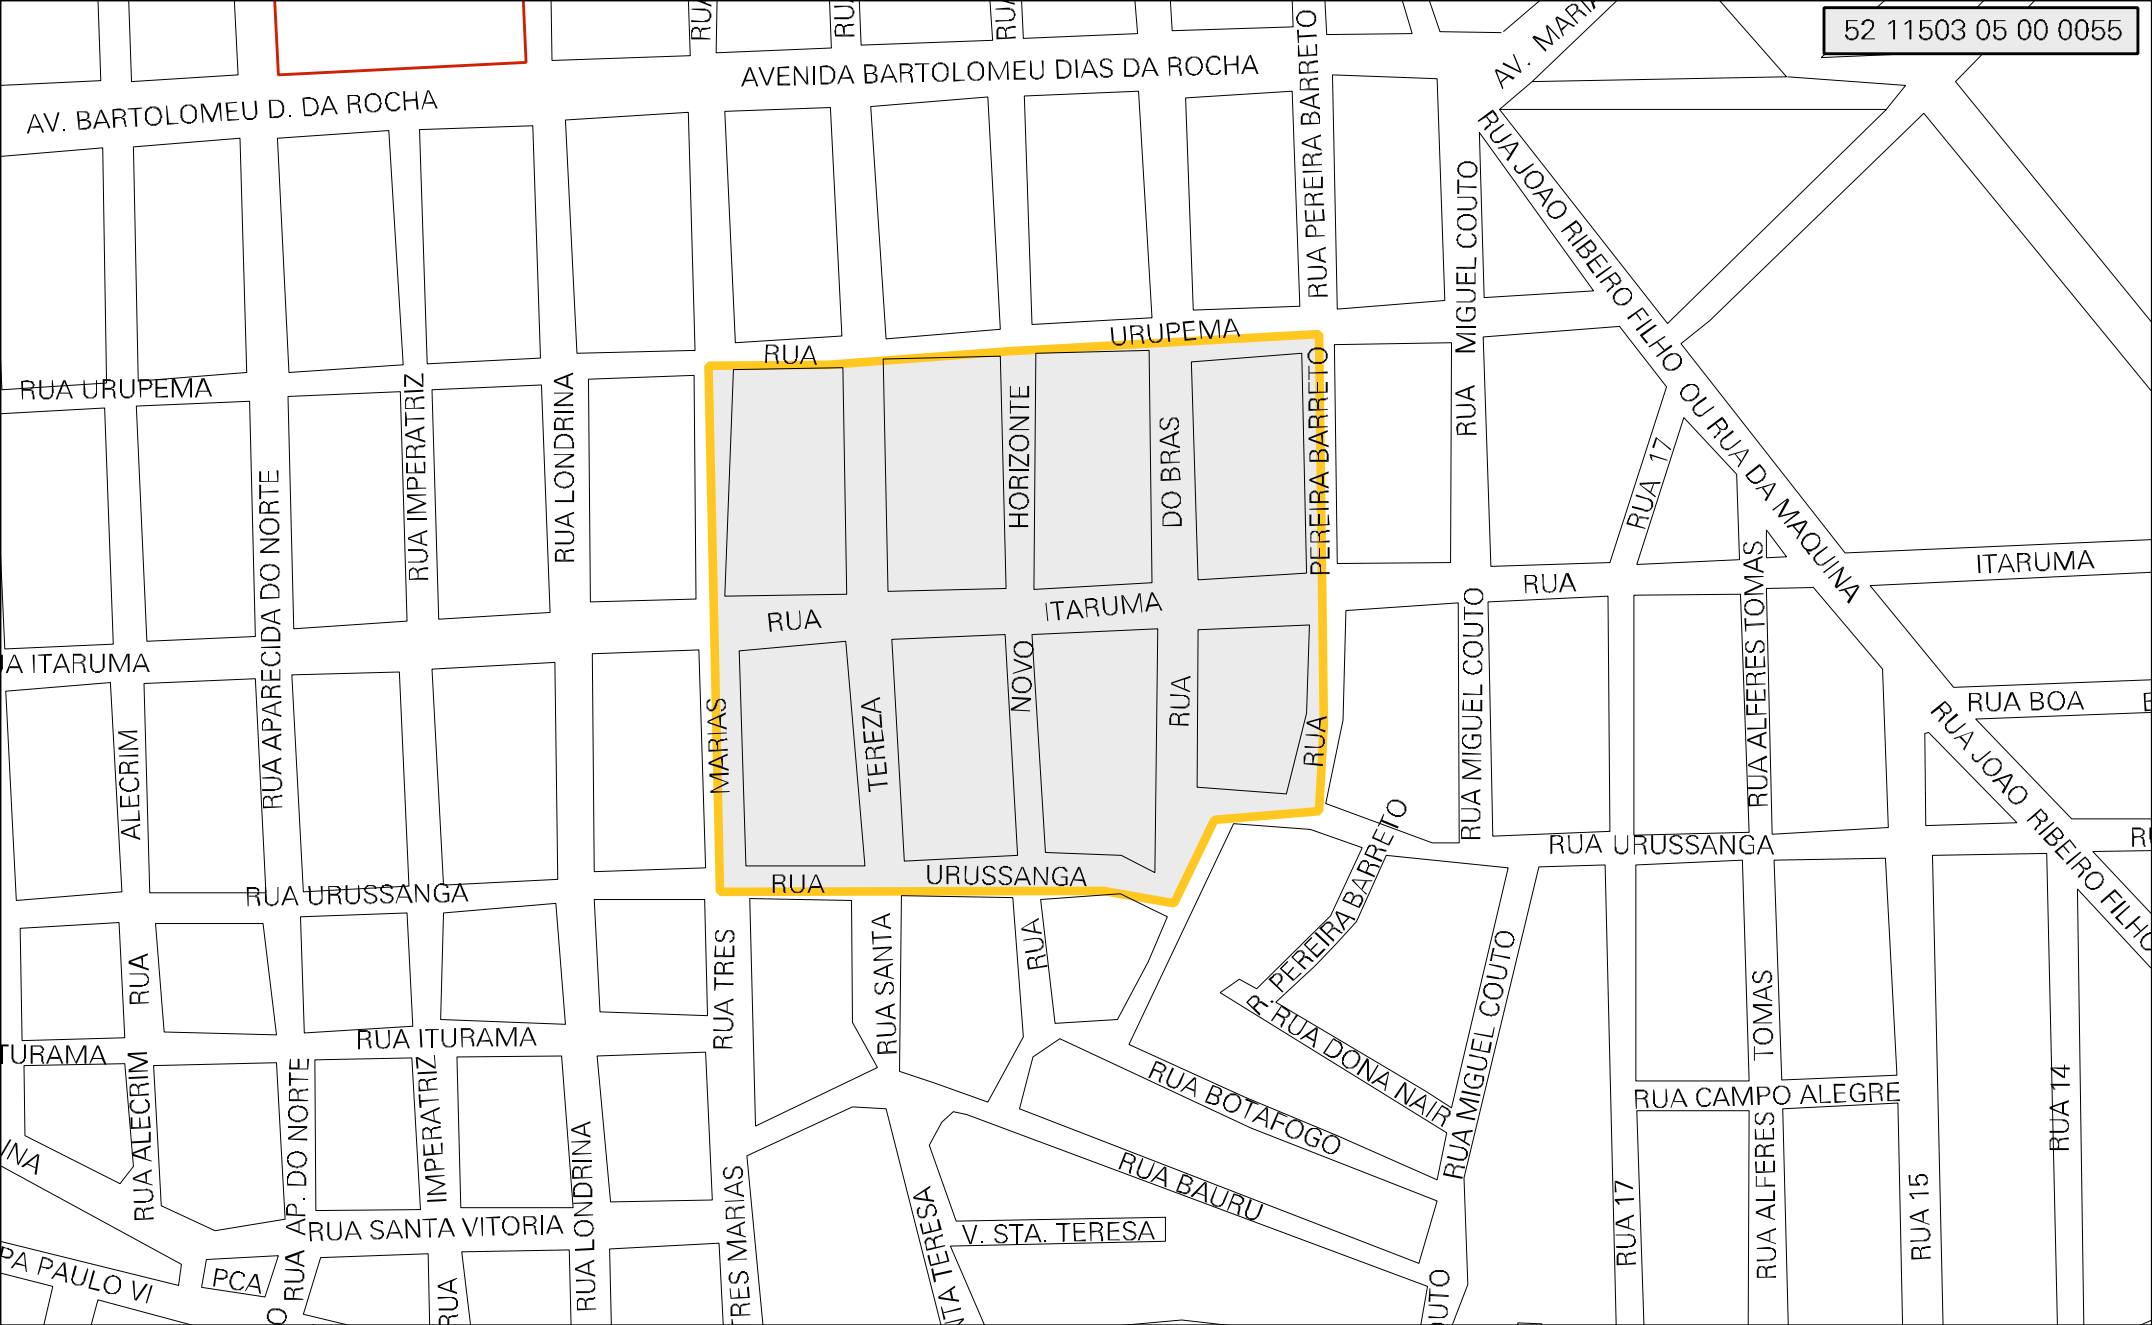 52 11503 05 00 0055
RUA
RUA
RUA
AV. MARIA
AVENIDA BARTOLOMEU DIAS DA ROCHA
AV. BARTOLOMEU D. DA ROCHA
RUA PEREIRA BARRETO
RUA MIGUEL COUTO
RUA JOAO RIBEIRO FILHO OU RUA DA MAQUINA
RUA URUPEMA
RUA URUPEMA
RUA IMPERATRIZ
RUA LONDRINA
RUA APARECIDA DO NORTE
HORIZONTE
DO BRAS
PEREIRA BARRETO
RUA 17
RUA ITARUMA
RUA ITARUMA
UA ITARUMA
RUA MIGUEL COUTO
RUA ALFERES TOMAS
ALECRIM
MARIAS
TEREZA
NOVO
RUA
RUA
RUA BOA
RUA JOAO RIBEIRO FILHO
RUA URUSSANGA
RU
RUA URUSSANGA
RUA URUSSANGA
RUA
RUA TRES
RUA SANTA
RUA
R. PEREIRA BARRETO
RUA DONA NAIR
RUA MIGUEL COUTO
TOMAS
RUA ITURAMA
TURAMA
RUA ALECRIM
RUA AP. DO NORTE
IMPERATRIZ
RUA LONDRINA
RUA BOTAFOGO
RUA BAURU
RUA CAMPO ALEGRE
RUA 14
RUA ALFERES
RUA 17
RUA 15
INA
RUA SANTA VITORIA
TRES MARIAS
NTA TERESA
V. STA. TERESA
PA PAULO VI
PCA
O
RUA
OUTO